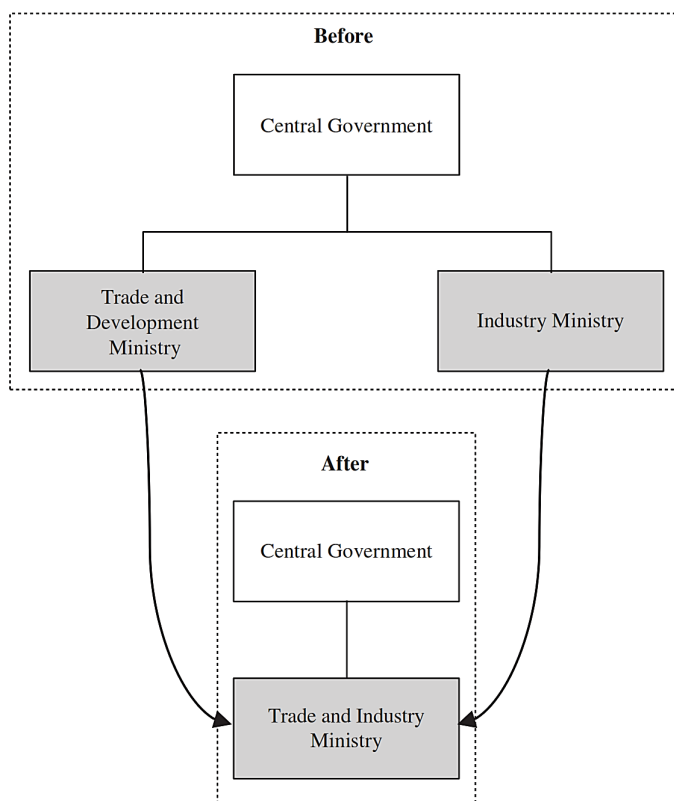 Before
Central Government
Trade and
Development
Ministry
Industry Ministry
After
Central Government
Trade and Industry
Ministry